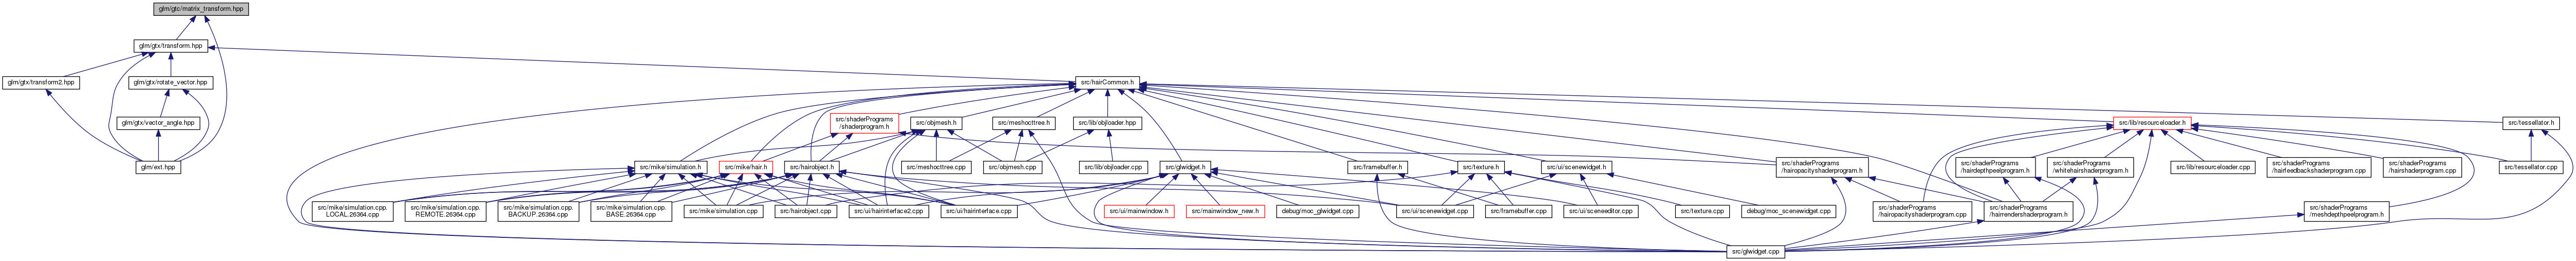 glm/gtc/matrix_transform.hpp
glm/gtx/transform.hpp
glm/gtx/transform2.hpp
glm/gtx/rotate_vector.hpp
src/hairCommon.h
glm/gtx/vector_angle.hpp
src/shaderPrograms
/shaderprogram.h
src/objmesh.h
src/meshocttree.h
src/lib/objloader.hpp
src/lib/resourceloader.h
src/tessellator.h
glm/ext.hpp
src/mike/simulation.h
src/mike/hair.h
src/hairobject.h
src/meshocttree.cpp
src/objmesh.cpp
src/lib/objloader.cpp
src/glwidget.h
src/framebuffer.h
src/texture.h
src/ui/scenewidget.h
src/shaderPrograms
/hairopacityshaderprogram.h
src/shaderPrograms
/hairdepthpeelprogram.h
src/shaderPrograms
/whitehairshaderprogram.h
src/lib/resourceloader.cpp
src/shaderPrograms
/hairfeedbackshaderprogram.cpp
src/shaderPrograms
/hairshaderprogram.cpp
src/tessellator.cpp
src/mike/simulation.cpp.
LOCAL.26364.cpp
src/mike/simulation.cpp.
REMOTE.26364.cpp
src/mike/simulation.cpp.
BACKUP.26364.cpp
src/mike/simulation.cpp.
BASE.26364.cpp
src/mike/simulation.cpp
src/hairobject.cpp
src/ui/hairinterface2.cpp
src/ui/hairinterface.cpp
src/ui/mainwindow.h
src/mainwindow_new.h
debug/moc_glwidget.cpp
src/ui/scenewidget.cpp
src/framebuffer.cpp
src/ui/sceneeditor.cpp
src/texture.cpp
debug/moc_scenewidget.cpp
src/shaderPrograms
/hairopacityshaderprogram.cpp
src/shaderPrograms
/hairrendershaderprogram.h
src/shaderPrograms
/meshdepthpeelprogram.h
src/glwidget.cpp